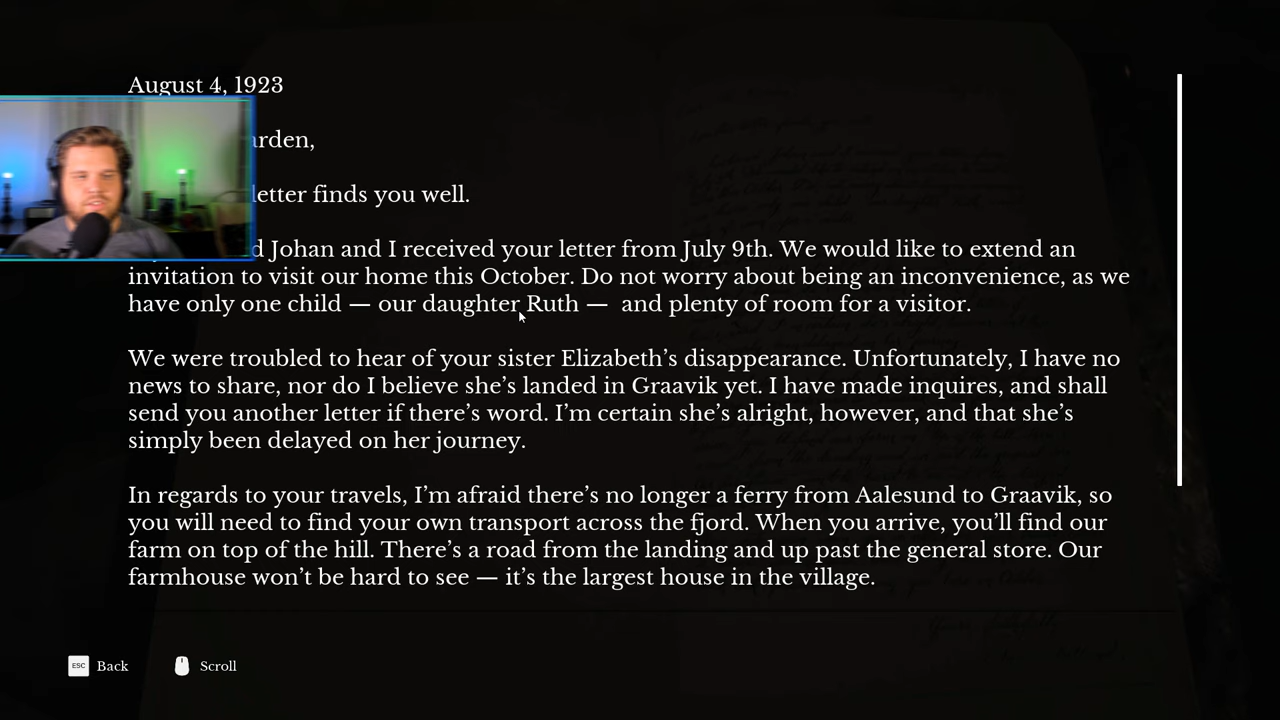 August 4, 1923
arden,
letter finds you well.
d Johan and I received your letter from July 9th. We would like to extend an
invitation to visit our home this October. Do not worry about being an inconvenience, as we
have only one child — our daughter Ruth — and plenty of room for a visitor.
We were troubled to hear of your sister Elizabeth's disappearance. Unfortunately, I have no
news to share, nor do I believe she's landed in Graavik yet. I have made inquires, and shall
send you another letter if there's word. I'm certain she's alright, however, and that she's
simply been delayed on her journey.
In regards to your travels, I'm afraid there's no longer a ferry from Aalesund to Graavik, so
you will need to find your own transport across the fjord. When you arrive, you'll find our
farm on top of the hill. There's a road from the landing and up past the general store. Our
farmhouse won't be hard to see — it's the largest house in the village.
ESC Back Scroll